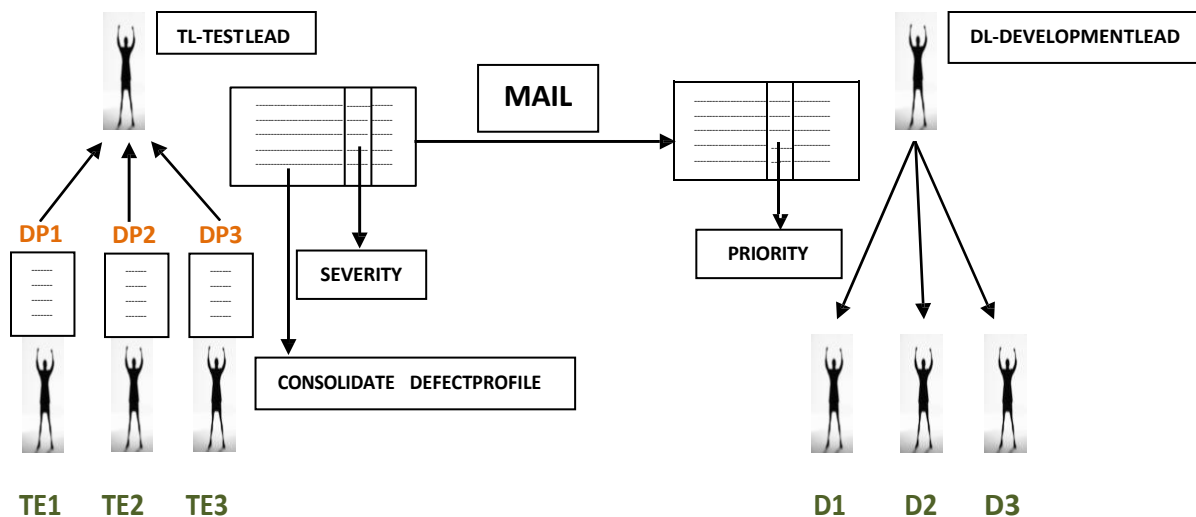 TL-TESTLEAD
DL-DEVELOPMENTLEAD
MAIL
DP1 DP2 DP3
SEVERITY
PRIORITY
CONSOLIDATE DEFECTPROFILE
TE1 TE2 TE3
D1 D2 D3